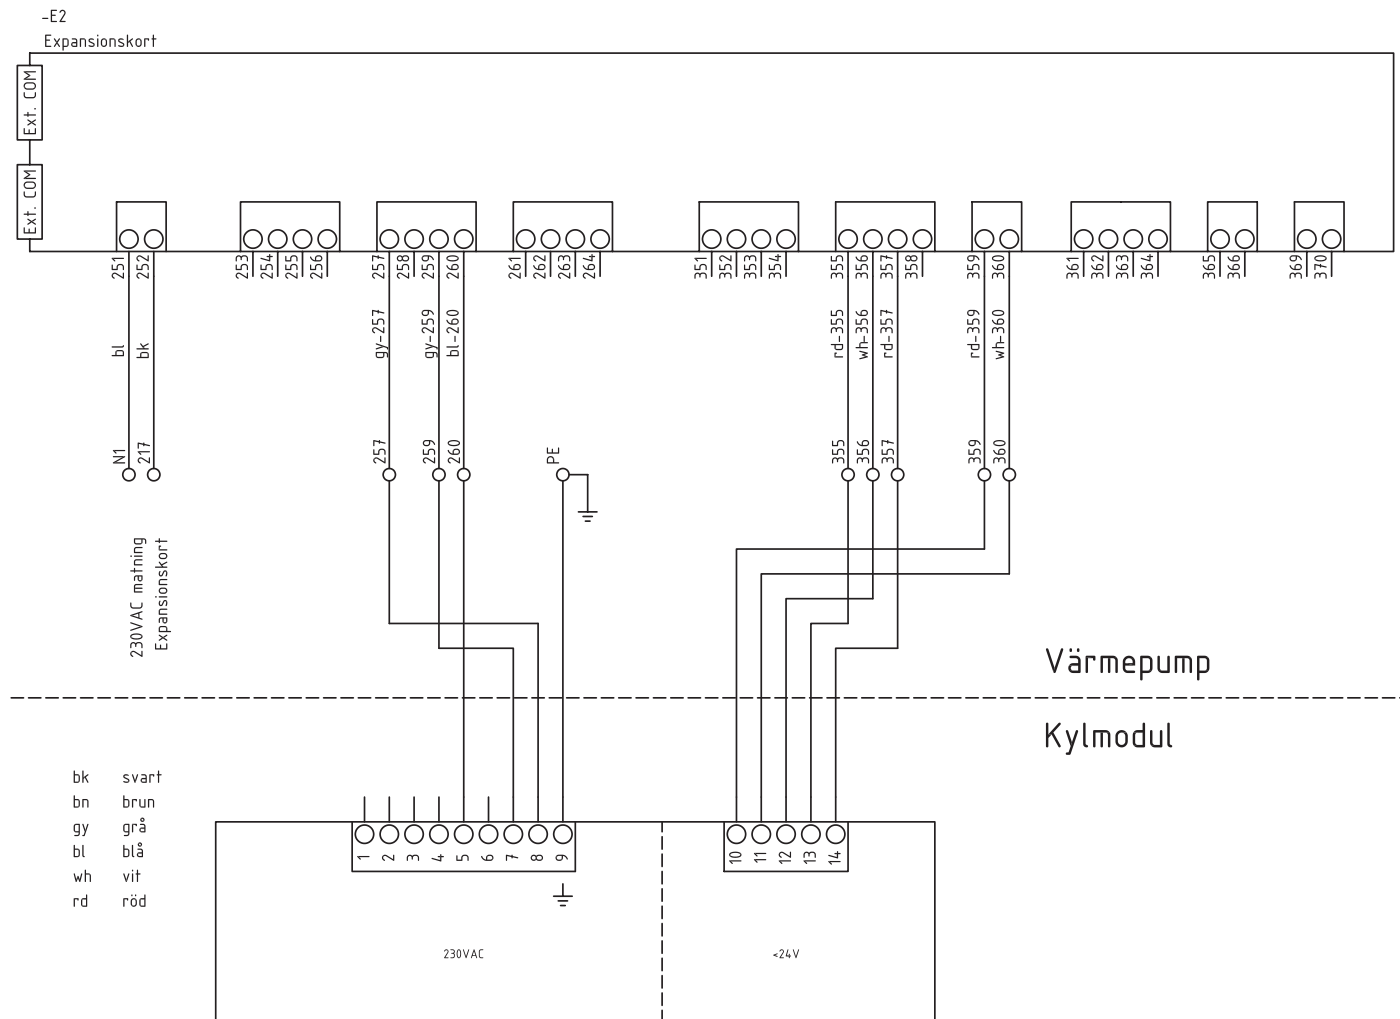 -E2
Expansionskort
Ext. COM
Ext. COM
251 252 253 254 255 256 257 258 259 260 261 262 263 264 351 352 353 354 355 356 357 358 359 360 361 362 363 364 365 366 369 370
bl bk gy-257 gy-259 bl-260 rd-355 wh-356 rd-357 rd-359 wh-360
N1 217 257 259 260 PE 355 356 357 359 360
230VAC matning
Expansionskort
Värmepump
Kylmodul
bk svart
bn brun
gy grå
bl blå
wh vit
rd röd
1 2 3 4 5 6 7 8 9 10 11 12 13 14
230VAC <24V